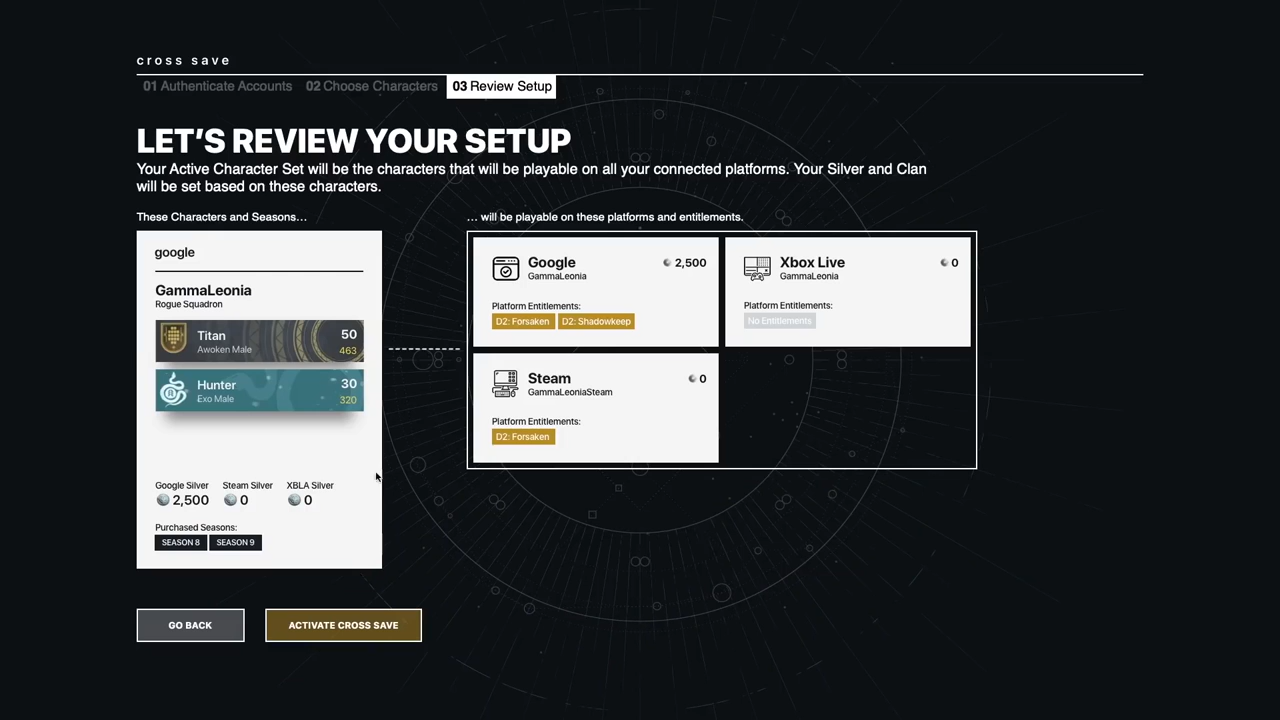 cross save
01 Authenticate Accounts 02 Choose Characters 03 Review Setup
LET'S REVIEW YOUR SETUP
Your Active Character Set will be the characters that will be playable on all your connected platforms. Your Silver and Clan
will be set based on these characters.
These Characters and Seasons...
google
GammaLeonia
Rogue Squadron
Titan 50
Awoken Male 463
Hunter 30
Exo Male 320
Google Silver Steam Silver XBLA Silver
2,500 0 0
Purchased Seasons:
SEASON 8 SEASON 9
... will be playable on these platforms and entitlements.
Google 2,500
GammaLeonia
Platform Entitlements:
D2: Forsaken D2: Shadowkeep
Xbox Live 0
GammaLeonia
Platform Entitlements:
No Entitlements
Steam 0
GammaLeoniaSteam
Platform Entitlements:
D2: Forsaken
GO BACK ACTIVATE CROSS SAVE